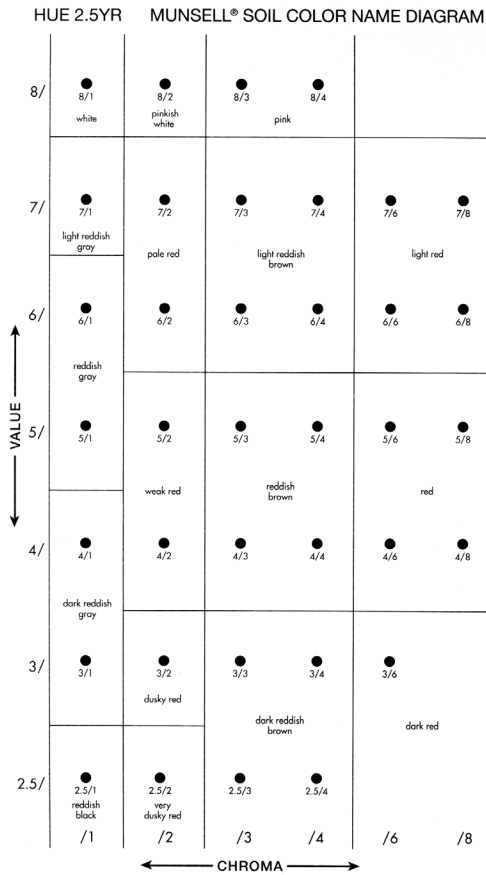 HUE 2.5YR MUNSELL® SOIL COLOR NAME DIAGRAM
8/
8/1 8/2 8/3 8/4
white pinkish white pink
7/
7/1 7/2 7/3 7/4 7/6 7/8
light reddish gray
pale red light reddish brown light red
6/
6/1 6/2 6/3 6/4 6/6 6/8
reddish gray
VALUE
5/
5/1 5/2 5/3 5/4 5/6 5/8
weak red reddish brown red
4/
4/1 4/2 4/3 4/4 4/6 4/8
dark reddish gray
3/
3/1 3/2 3/3 3/4 3/6
dusky red
dark reddish brown dark red
2.5/
2.5/1 2.5/2 2.5/3 2.5/4
reddish black very dusky red
/1 /2 /3 /4 /6 /8
CHROMA